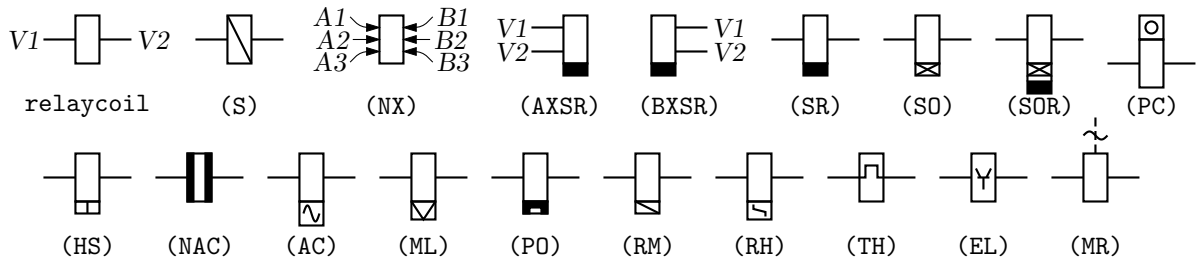 A1 B1 V1 V1
V1 V2 A2 B2 V2 V2
A3 B3
relaycoil (S) (NX) (AXSR) (BXSR) (SR) (SO) (SOR) (PC)
(HS) (NAC) (AC) (ML) (PO) (RM) (RH) (TH) (EL) (MR)